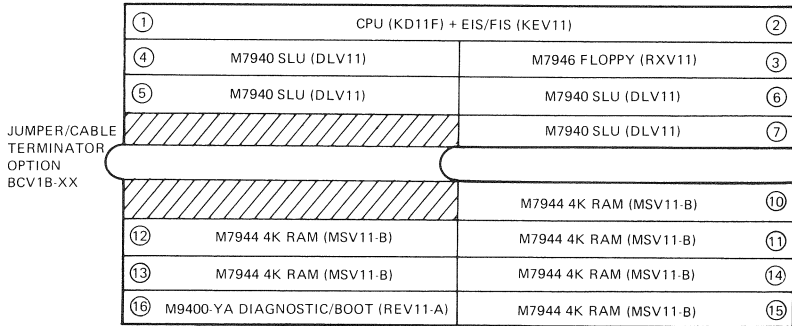 ① CPU (KD11F) + EIS/FIS (KEV11) ②
④ M7940 SLU (DLV11) M7946 FLOPPY (RXV11) ③
⑤ M7940 SLU (DLV11) M7940 SLU (DLV11) ⑥
M7940 SLU (DLV11) ⑦
JUMPER/CABLE
TERMINATOR
OPTION
BCV1B-XX
M7944 4K RAM (MSV11-B) ⑩
⑫ M7944 4K RAM (MSV11-B) M7944 4K RAM (MSV11-B) ⑪
⑬ M7944 4K RAM (MSV11-B) M7944 4K RAM (MSV11-B) ⑭
⑯ M9400-YA DIAGNOSTIC/BOOT (REV11-A) M7944 4K RAM (MSV11-B) ⑮